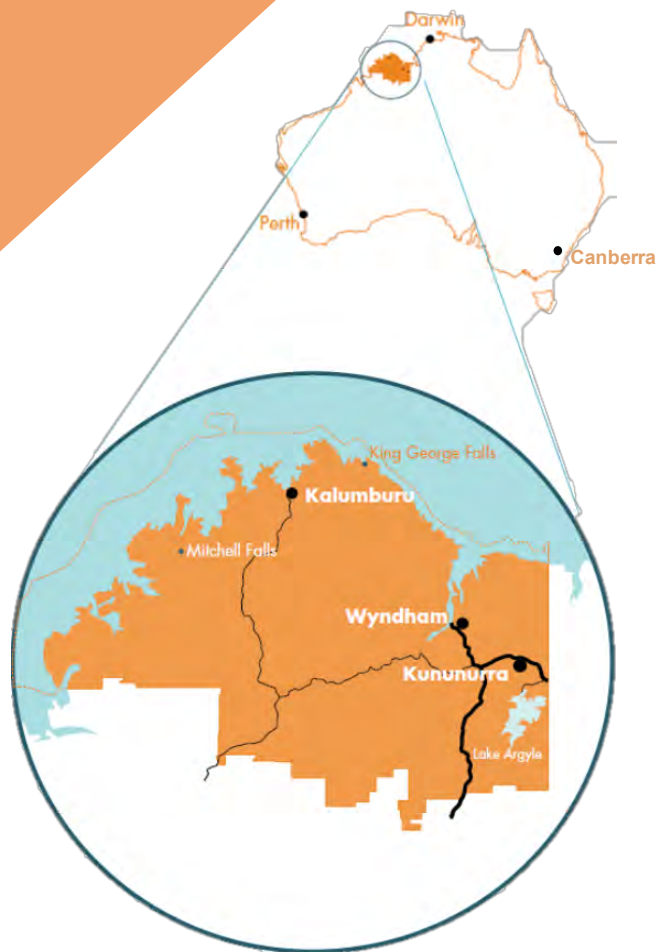 Darwin
Perth
Canberra
King George Falls
Kalumburu
Mitchell Falls
Wyndham
Kununurra
Lake Argyle